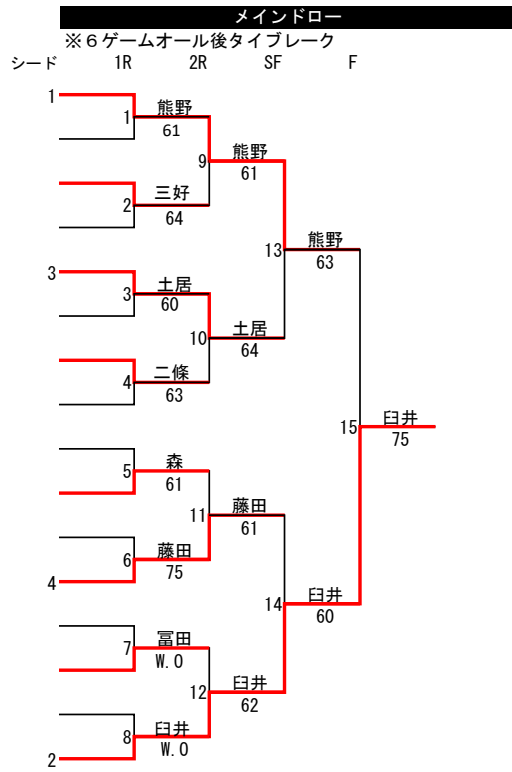 メインドロー
※６ゲームオール後タイブレーク
シード 1R 2R SF F
1
熊野
1
61
熊野
9
61
三好
2
64
熊野
13
63
3
土居
3
60
土居
10
64
二條
4
63
臼井
15
75
森
5
61
藤田
11
61
藤田
6
75
4
臼井
14
60
冨田
7
W.O
臼井
12
62
臼井
8
W.O
2